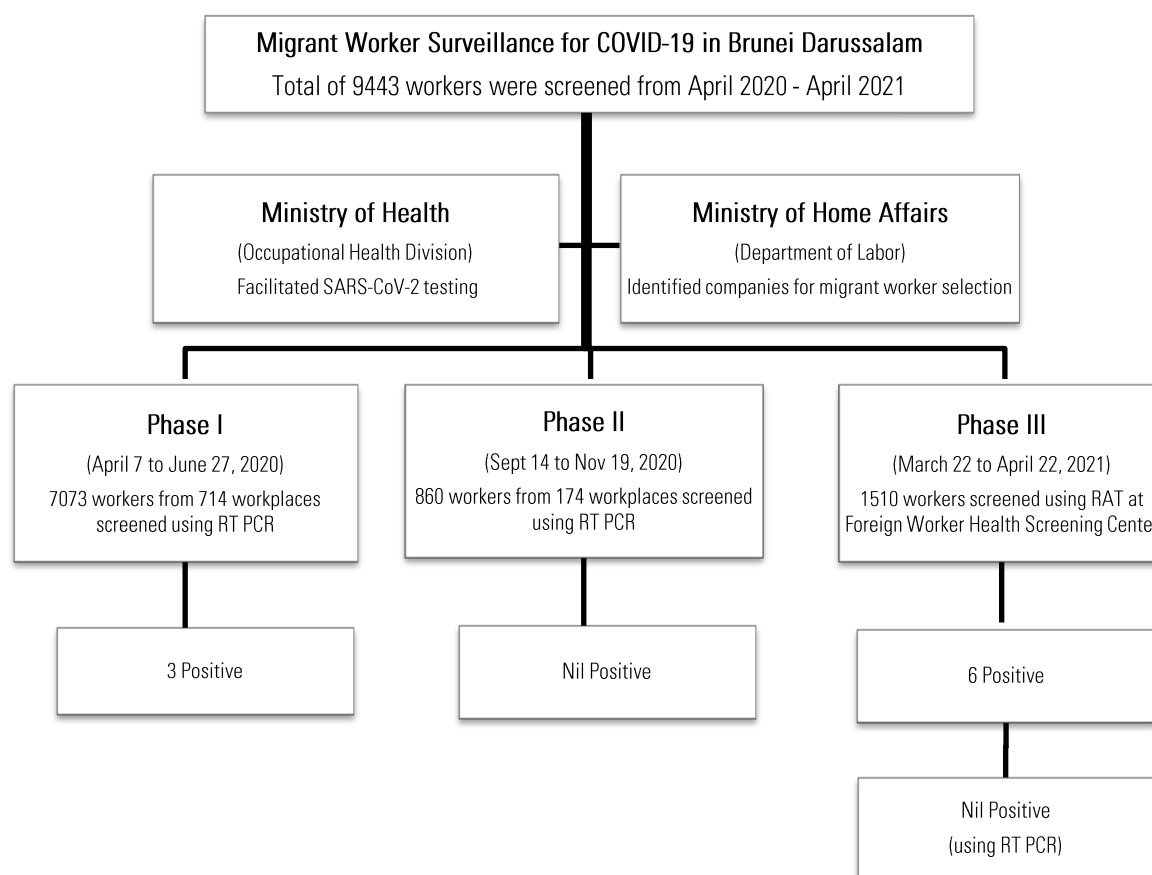 Migrant Worker Surveillance for COVID-19 in Brunei Darussalam
Total of 9443 workers were screened from April 2020 - April 2021
Ministry of Health
(Occupational Health Division)
Facilitated SARS-CoV-2 testing
Ministry of Home Affairs
(Department of Labor)
Identified companies for migrant worker selection
Phase I
(April 7 to June 27, 2020)
7073 workers from 714 workplaces
screened using RT PCR
Phase II
(Sept 14 to Nov 19, 2020)
860 workers from 174 workplaces screened
using RT PCR
Phase III
(March 22 to April 22, 2021)
1510 workers screened using RAT at
Foreign Worker Health Screening Cente
3 Positive
Nil Positive
6 Positive
Nil Positive
(using RT PCR)